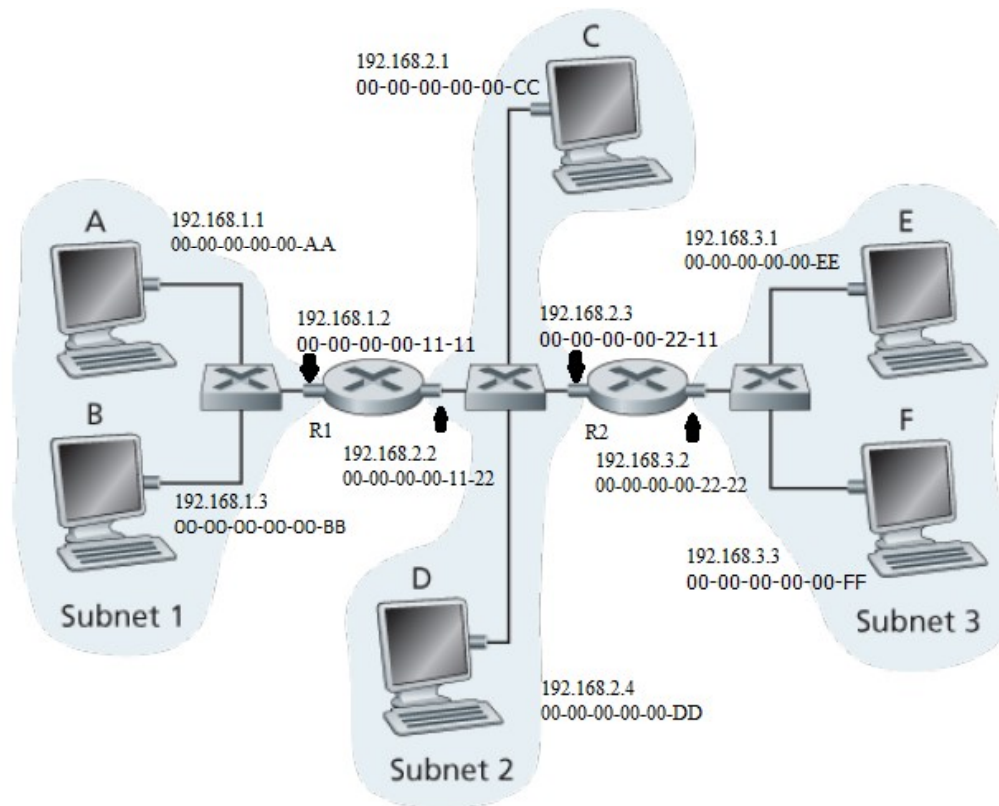 C
192.168.2.1
00-00-00-00-00-CC
A
192.168.1.1
00-00-00-00-00-AA
E
192.168.3.1
00-00-00-00-00-EE
192.168.1.2
00-00-00-00-11-11
192.168.2.3
00-00-00-00-22-11
B
R1
R2
F
192.168.2.2
00-00-00-00-11-22
192.168.3.2
00-00-00-00-22-22
192.168.1.3
00-00-00-00-00-BB
192.168.3.3
00-00-00-00-00-FF
D
Subnet 1
Subnet 3
192.168.2.4
00-00-00-00-00-DD
Subnet 2